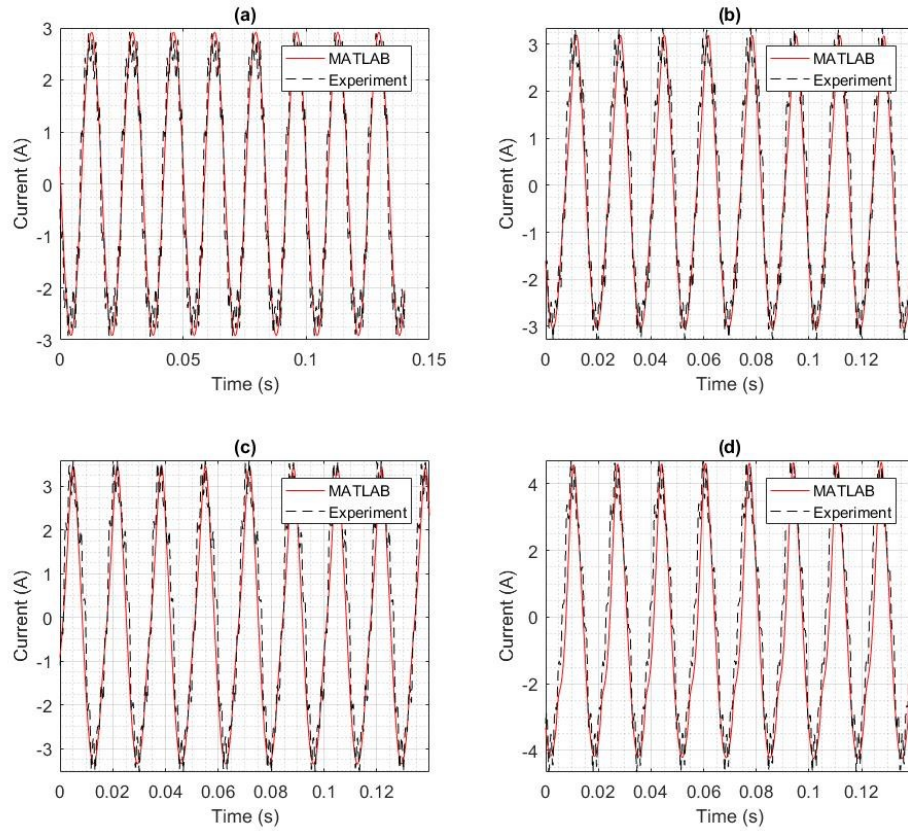 (a)
3
2
1
0
-1
-2
-3
Current (A)
MATLAB
Experiment
0
0.05
0.1
0.15
Time (s)
(b)
3
2
1
0
-1
-2
-3
Current (A)
MATLAB
Experiment
0
0.02
0.04
0.06
0.08
0.1
0.12
Time (s)
(c)
3
2
1
0
-1
-2
-3
Current (A)
MATLAB
Experiment
0
0.02
0.04
0.06
0.08
0.1
0.12
Time (s)
(d)
4
2
0
-2
-4
Current (A)
MATLAB
Experiment
0
0.02
0.04
0.06
0.08
0.1
0.12
Time (s)